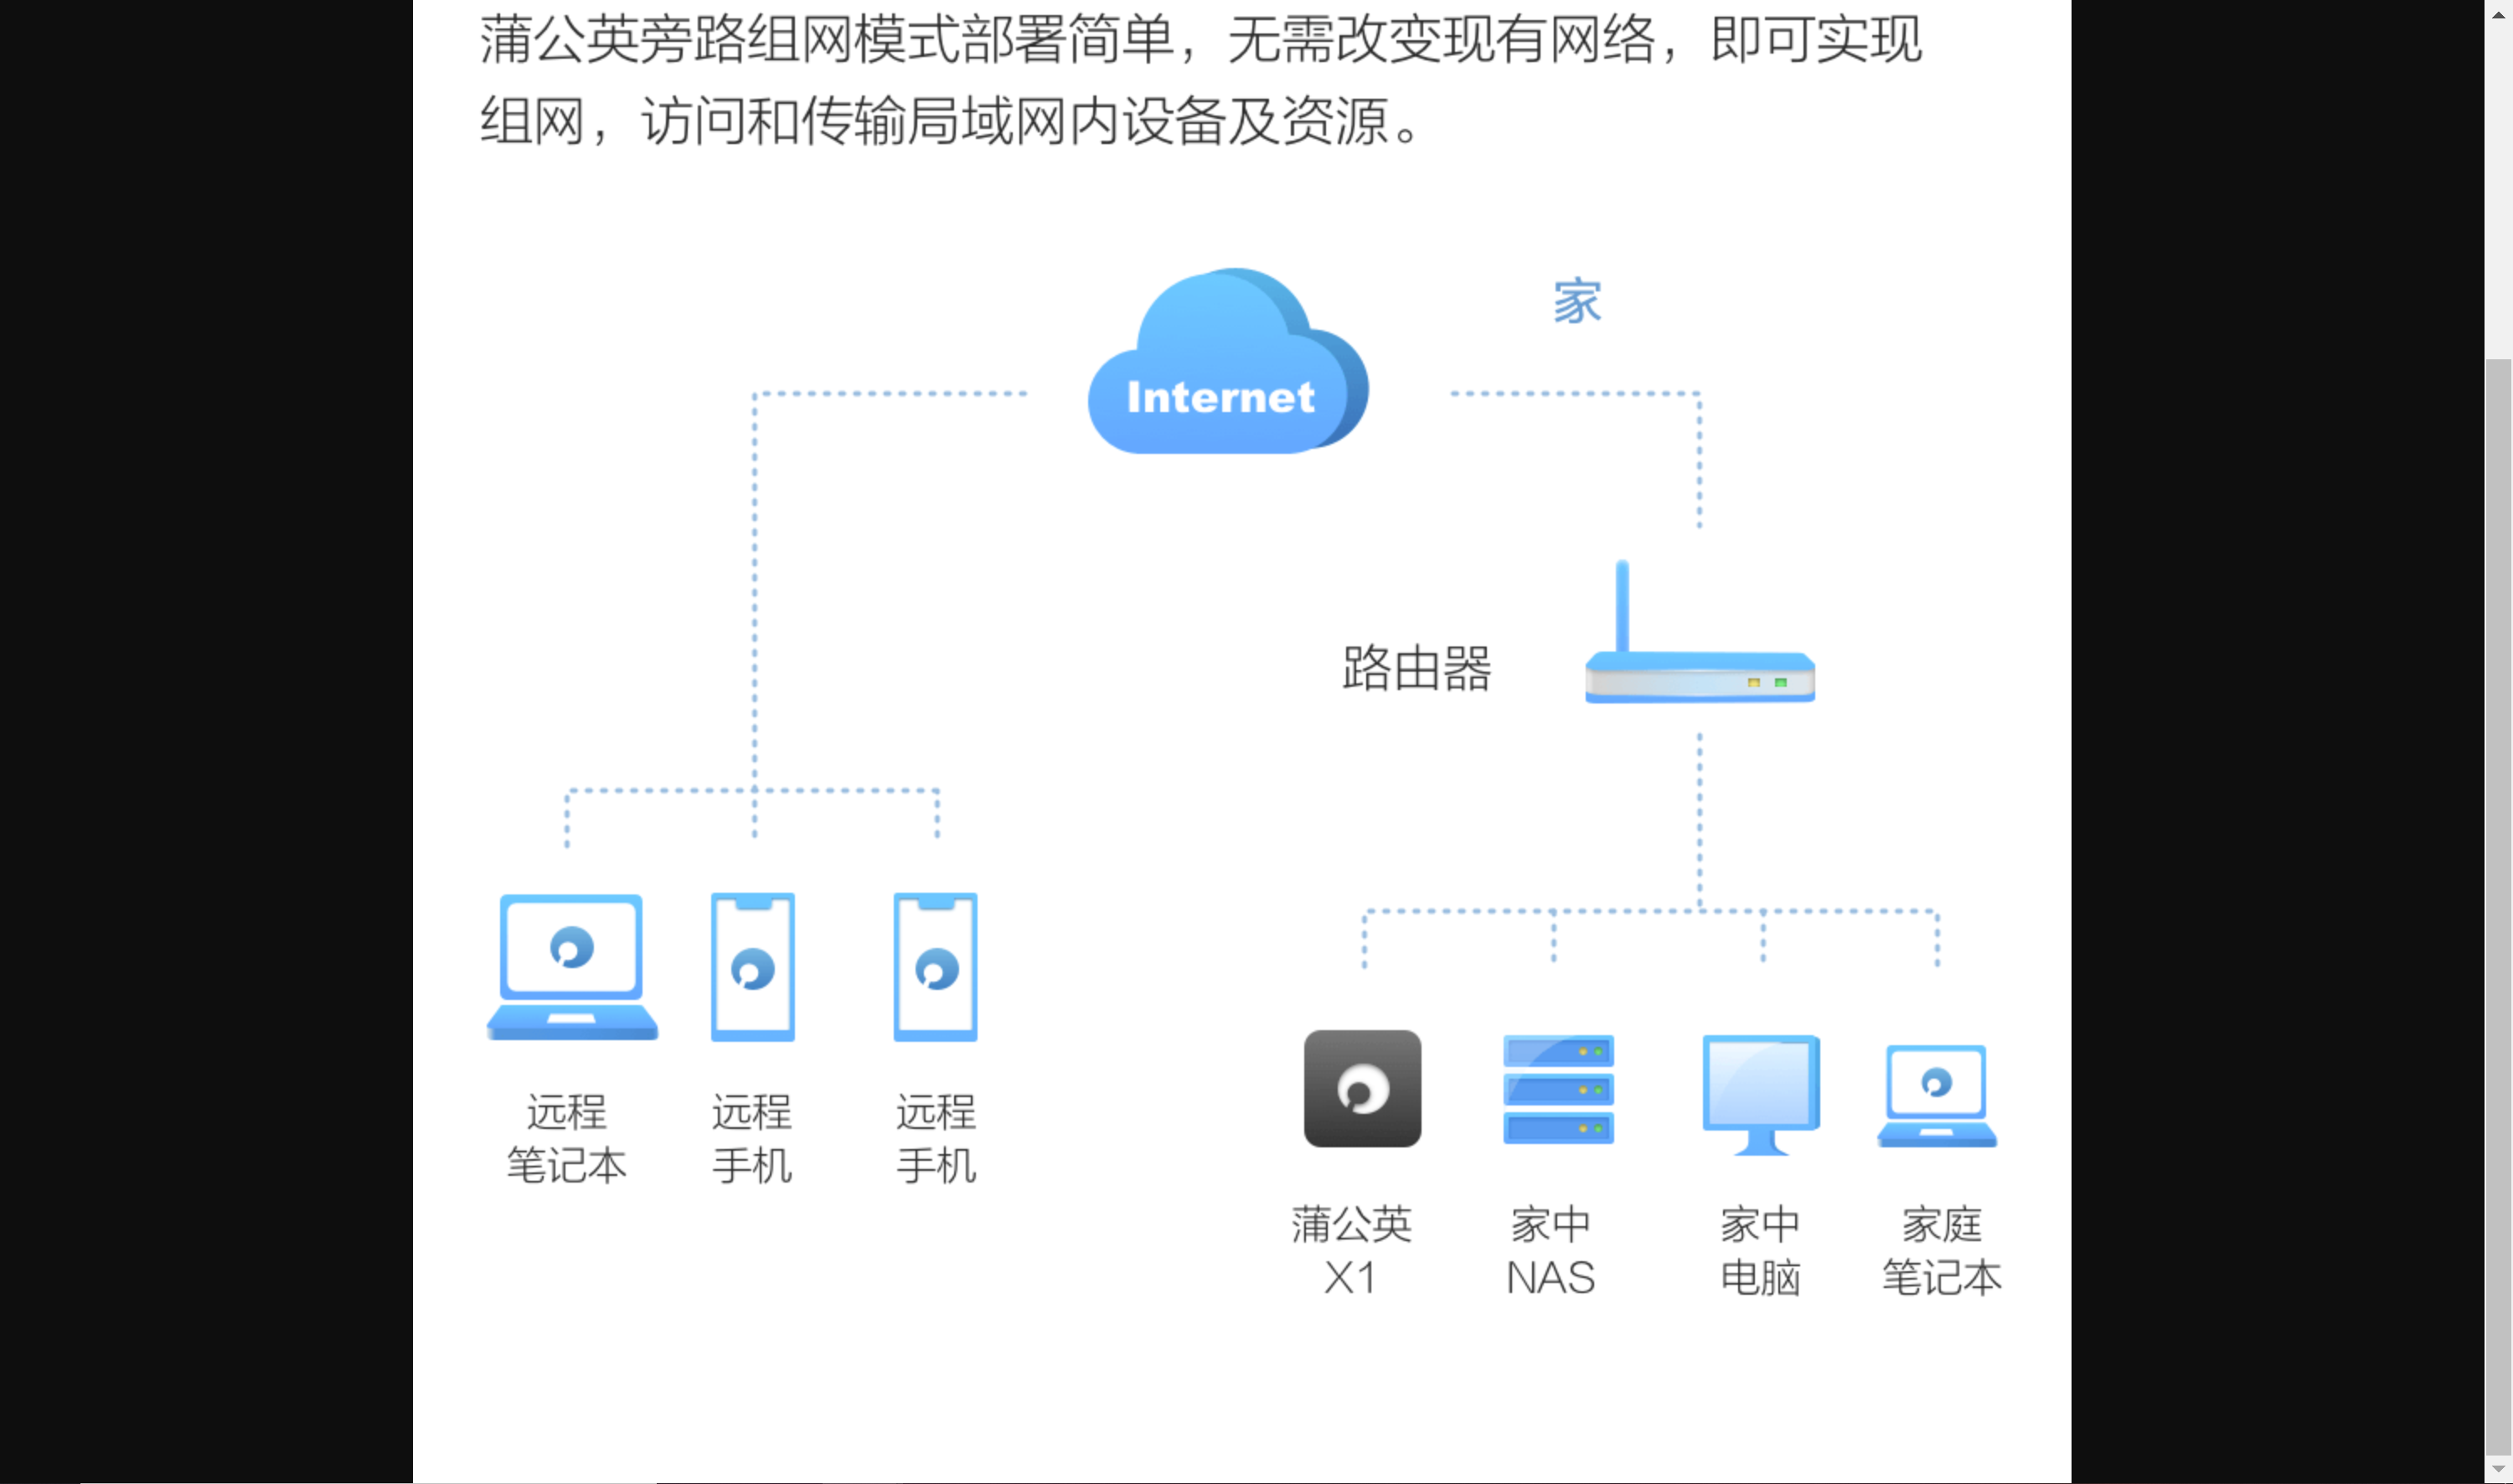 蒲公英旁路组网模式部署简单，无需改变现有网络，即可实现
组网，访问和传输局域网内设备及资源。
家
Internet
路由器
远程
笔记本
远程
手机
远程
手机
蒲公英
X1
家中
NAS
家中
电脑
家庭
笔记本